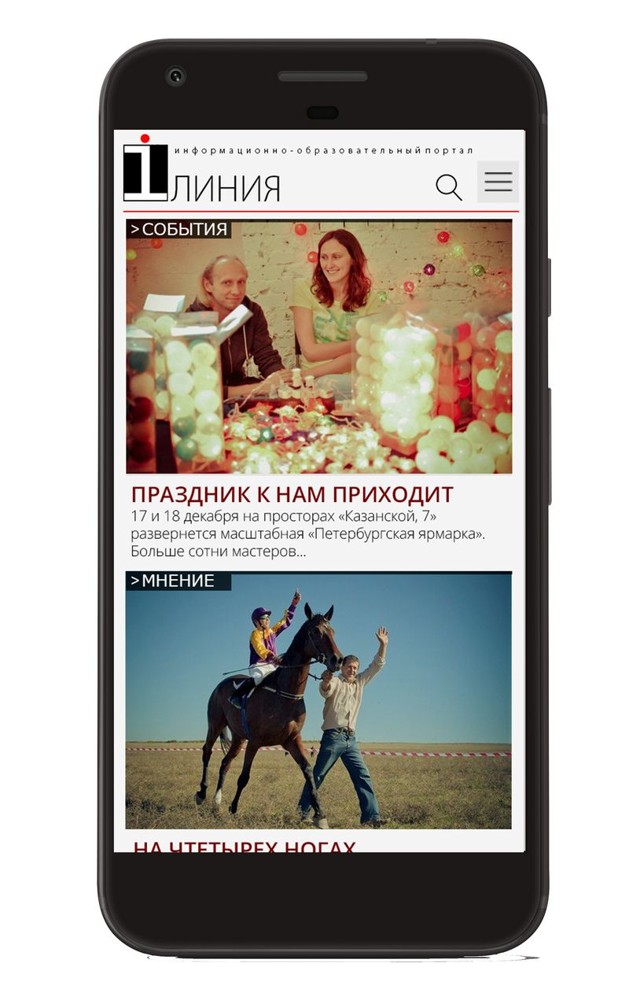 информационно-образовательный портал
i ЛИНИЯ
>СОБЫТИЯ
ПРАЗДНИК К НАМ ПРИХОДИТ
17 и 18 декабря на просторах «Казанской, 7»
развернется масштабная «Петербургская ярмарка».
Больше сотни мастеров...
>МНЕНИЕ
НА ЧТЕТЫРЕХ НОГАХ